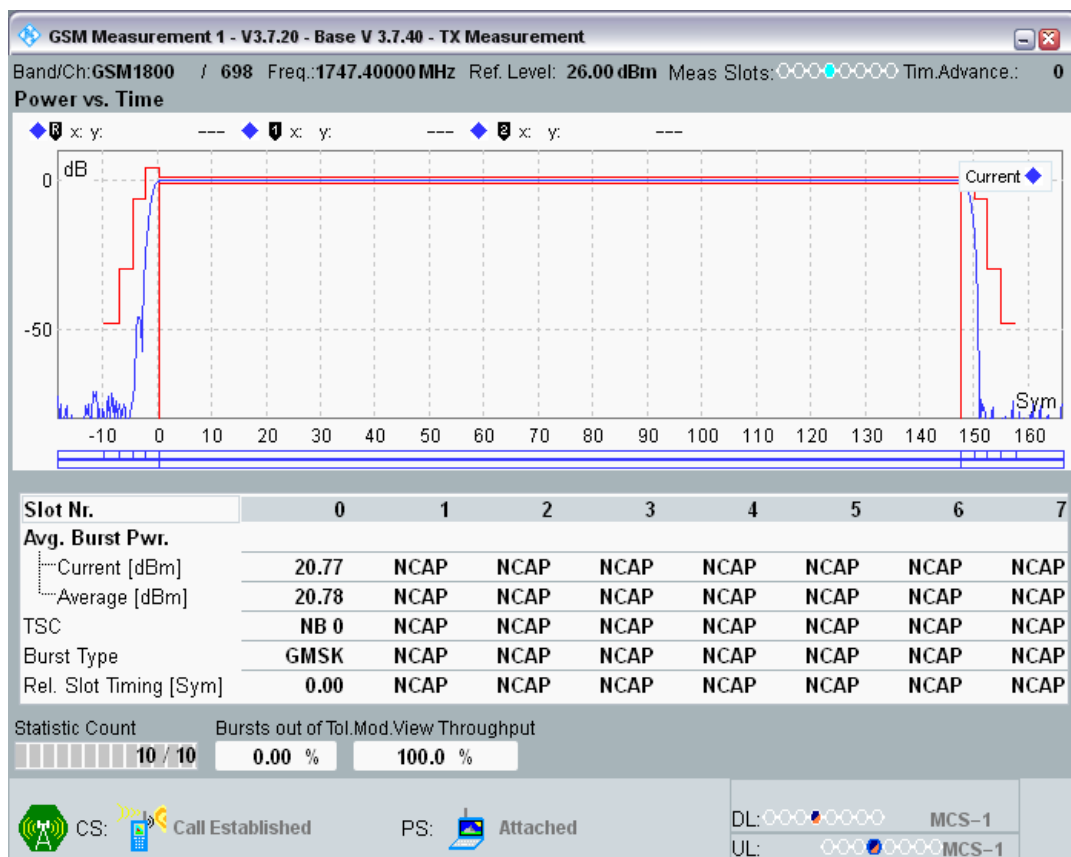 GSM Measurement 1 - V3.7.20 - Base V 3.7.40 - TX Measurement
Band/Ch:GSM1800 / 698 Freq.:1747.40000 MHz Ref. Level: 26.00 dBm Meas Slots: Tim.Advance.: 0
Power vs. Time
R x: y: --- 1 x: y: --- 2 x: y: ---
dB
Current
0
-50
Sym
-10 0 10 20 30 40 50 60 70 80 90 100 110 120 130 140 150 160
Slot Nr. 0 1 2 3 4 5 6 7
Avg. Burst Pwr.
Current [dBm] 20.77 NCAP NCAP NCAP NCAP NCAP NCAP NCAP
Average [dBm] 20.78 NCAP NCAP NCAP NCAP NCAP NCAP NCAP
TSC NB 0 NCAP NCAP NCAP NCAP NCAP NCAP NCAP
Burst Type GMSK NCAP NCAP NCAP NCAP NCAP NCAP NCAP
Rel. Slot Timing [Sym] 0.00 NCAP NCAP NCAP NCAP NCAP NCAP NCAP
Statistic Count Bursts out of Tol.Mod.View Throughput
10 / 10 0.00 % 100.0 %
CS: Call Established PS: Attached
DL: MCS-1
UL: MCS-1